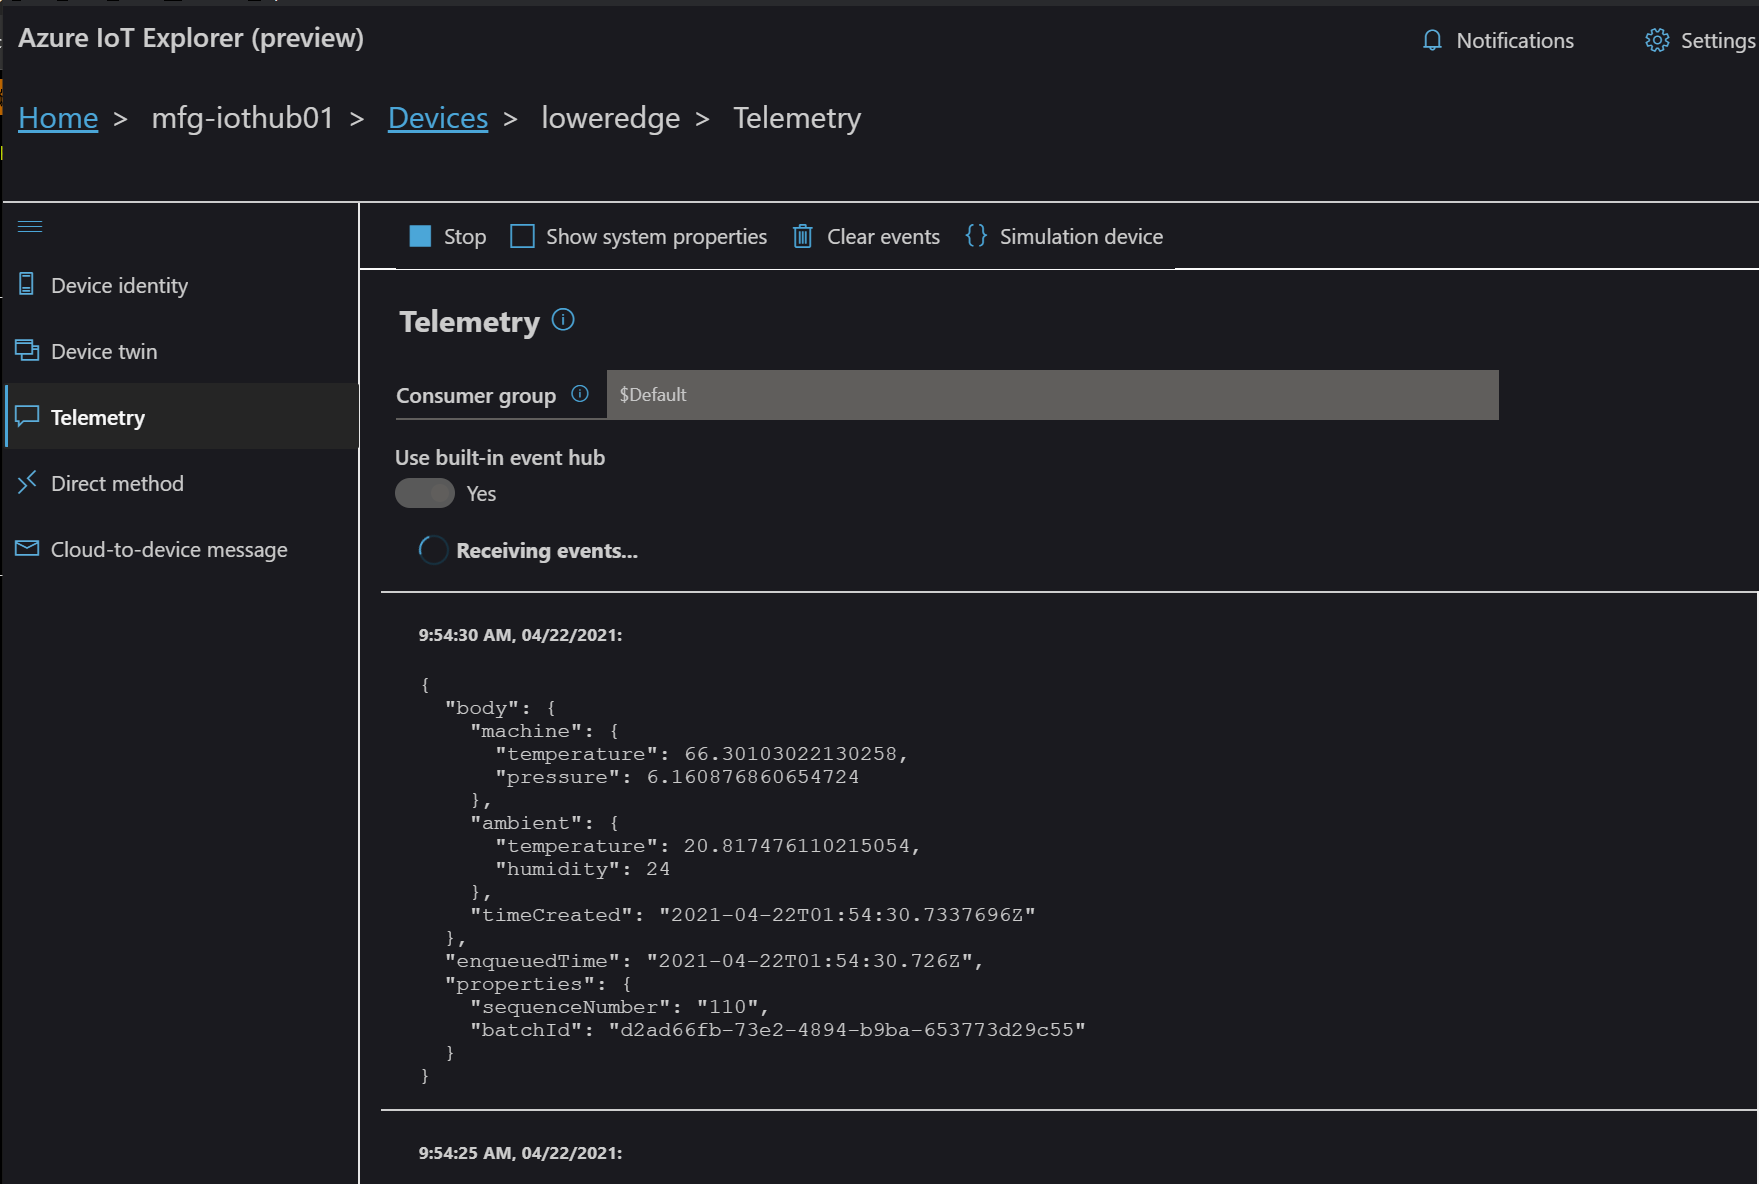 Azure IoT Explorer (preview)
Notifications
Settings
Home > mfg-iothub01 > Devices > loweredge > Telemetry
Device identity
Device twin
Telemetry
Direct method
Cloud-to-device message
Stop
Show system properties
Clear events
{} Simulation device
Telemetry
Consumer group
$Default
Use built-in event hub
Yes
Receiving events...
9:54:30 AM, 04/22/2021:
{
"body": {
"machine": {
"temperature": 66.30103022130258,
"pressure": 6.160876860654724
},
"ambient": {
"temperature": 20.817476110215054,
"humidity": 24
},
"timeCreated": "2021-04-22T01:54:30.7337696Z"
},
"enqueuedTime": "2021-04-22T01:54:30.726Z",
"properties": {
"sequenceNumber": "110",
"batchId": "d2ad66fb-73e2-4894-b9ba-653773d29c55"
}
}
9:54:25 AM, 04/22/2021: